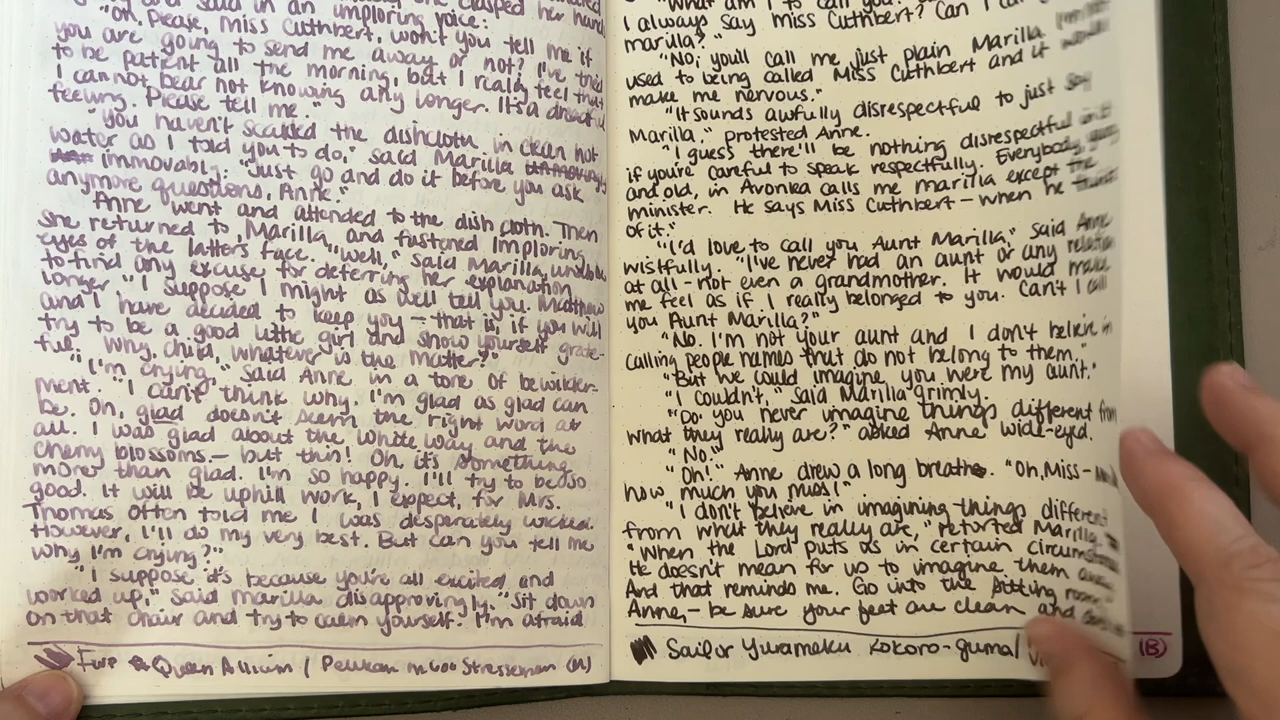 said in an imploring voice:
"Oh, Please, Miss Cuthbert, won't you tell me if
you are going to send me away or not? I've tried
to be patient all the morning, but I really feel that
I cannot bear not knowing any longer. It's a dreadful
feeling. Please tell me."
"You haven't scalded the dishcloth in clean hot
water as I told you to do," said Marilla
immovably. "Just go and do it before you ask
anymore questions, Anne."
Anne went and attended to the dish cloth. Then
she returned to Marilla, and fastened imploring
eyes of the latters face. "Well," said Marilla, unable
to find any excuse for deferring her explanation
longer "I suppose I might as well tell you. Matthew
and I have decided to keep you — that is, if you will
try to be a good little girl and show yourself grate-
ful. Why, child, whatever is the matter?"
"I'm crying," said Anne in a tone of bewilder-
ment. "I can't think why. I'm glad as glad can
be. Oh, glad doesn't seem the right word at
all. I was glad about the White Way and the
cherry blossoms — but this! Oh, it's something
more than glad. I'm so happy. I'll try to be so
good. It will be uphill work, I expect, for Mrs.
Thomas often told me I was desperately wicked.
However, I'll do my very best. But can you tell me
why I'm crying?"
"I suppose it's because you're all excited and
worked up," said Marilla disapprovingly. "Sit down
on that chair and try to calm yourself. I'm afraid
Queen Allium / Pelikan m600 Stresseman (A)
"What am I to call you?
I always say Miss Cuthbert? Can I call
Marilla?"
"No; you'll call me just plain Marilla. I'm not
used to being called Miss Cuthbert and it would
make me nervous."
"It sounds awfully disrespectful to just say
Marilla," protested Anne.
"I guess there'll be nothing disrespectful in it
if you're careful to speak respectfully. Everybody, young
and old, in Avonlea calls me Marilla except the
minister. He says Miss Cuthbert — when he thinks
of it."
"I'd love to call you Aunt Marilla," said Anne
wistfully. "I've never had an aunt or any relation
at all — not even a grandmother. It would make
me feel as if I really belonged to you. Can't I call
you Aunt Marilla?"
"No. I'm not your aunt and I don't believe in
calling people names that do not belong to them."
"But we could imagine you were my aunt."
"I couldn't," said Marilla grimly.
"Do you never imagine things different from
what they really are?" asked Anne wide-eyed.
"No."
"Oh!" Anne drew a long breath. "Oh, Miss —
how much you miss!"
"I don't believe in imagining things different
from what they really are," retorted Marilla.
"When the Lord puts us in certain circumstances
He doesn't mean for us to imagine them away.
And that reminds me. Go into the sitting room,
Anne, — be sure your feet are clean and
Sailor Yurameku Kokoro-guma /
(B)